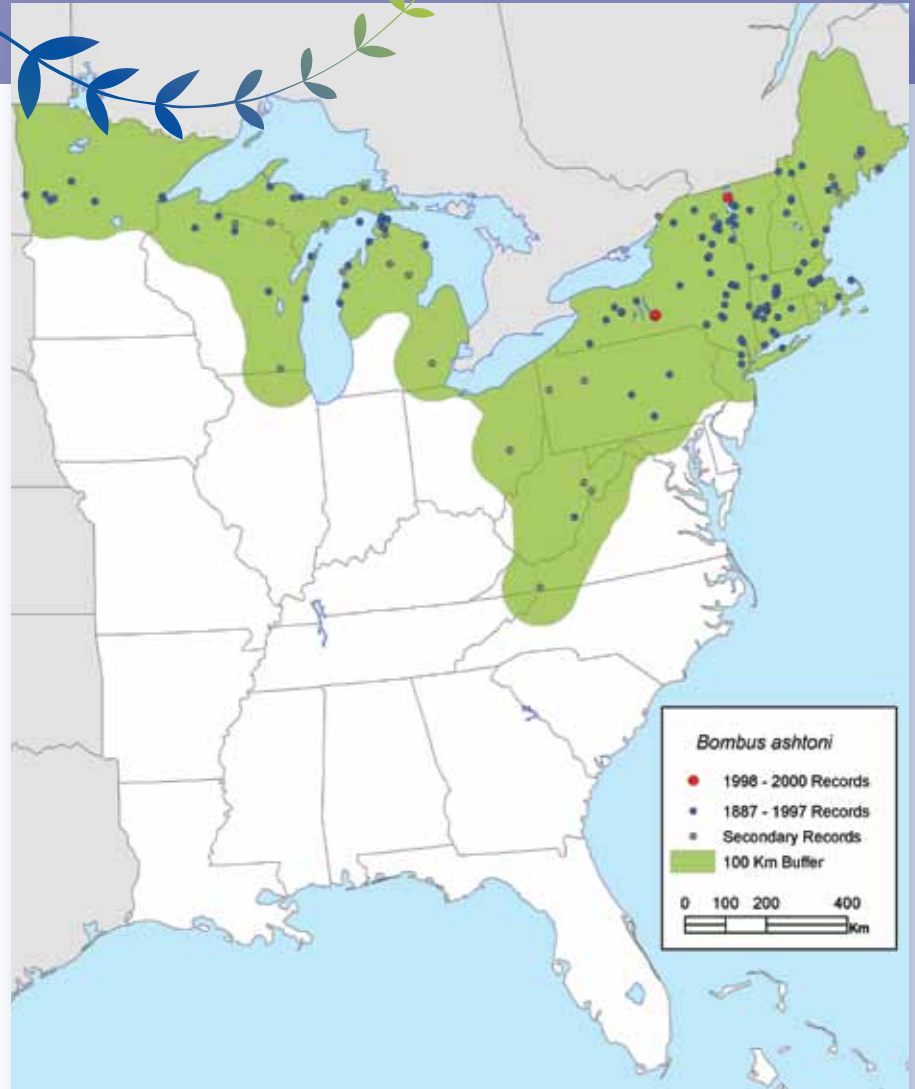 Bombus ashtoni
1998 - 2000 Records
1887 - 1997 Records
Secondary Records
100 Km Buffer
0 100 200 400
Km